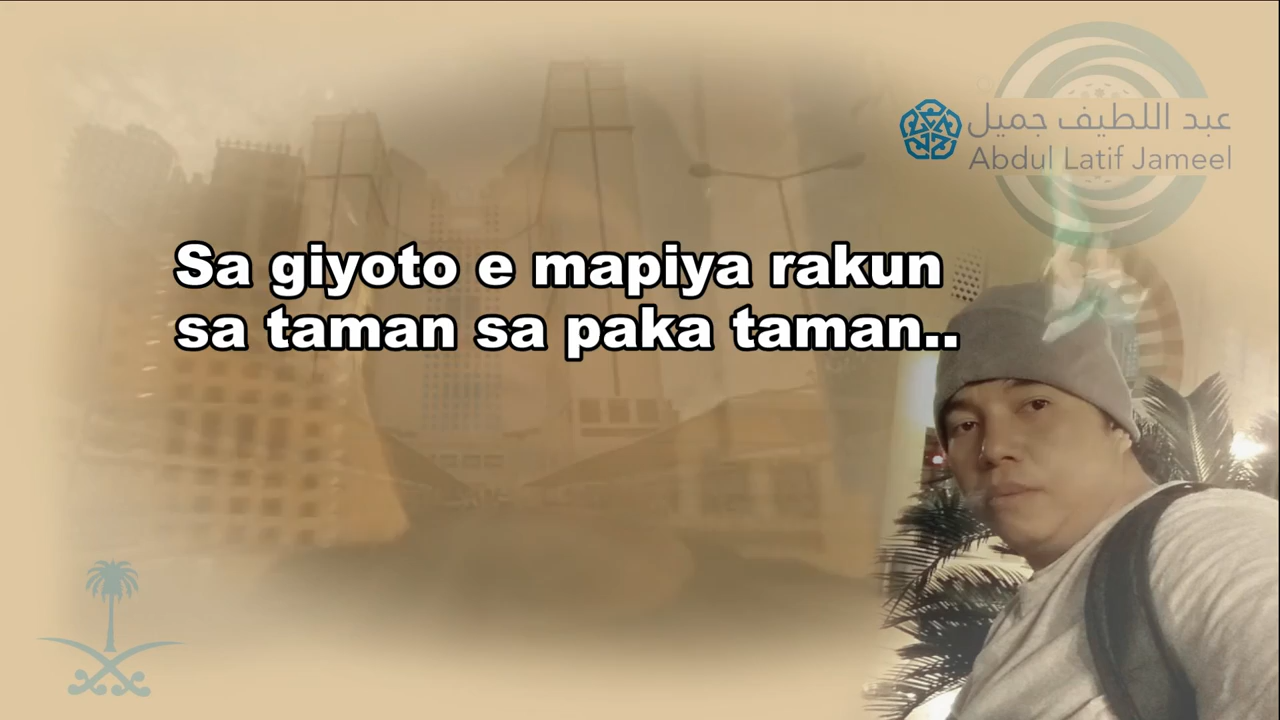 عبد اللطيف جميل
Abdul Latif Jameel
Sa giyoto e mapiya rakun
sa taman sa paka taman..